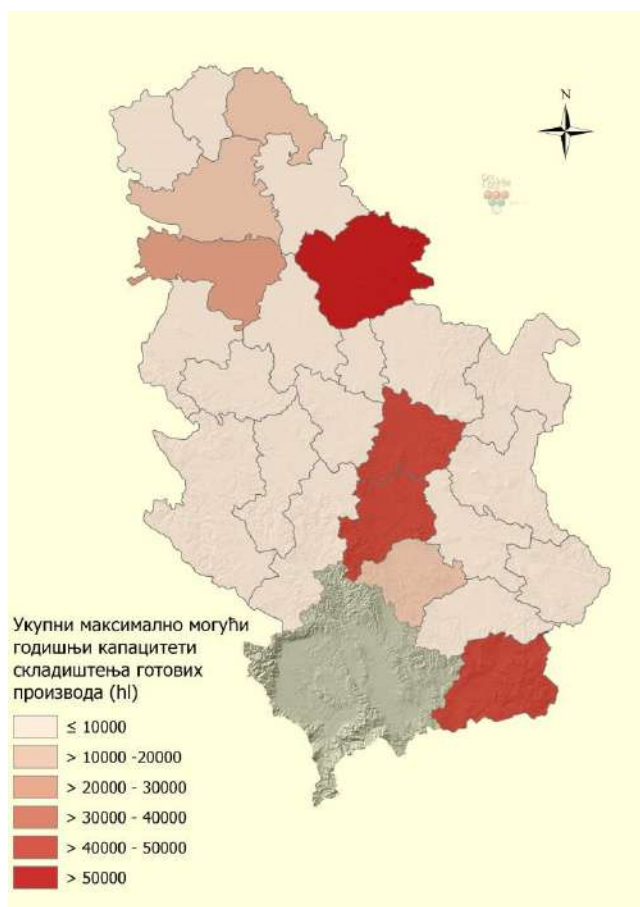 N
Укупни максимално могући
годишњи капацитети
складиштења готових
производа (hl)
≤ 10000
> 10000 -20000
> 20000 - 30000
> 30000 - 40000
> 40000 - 50000
> 50000